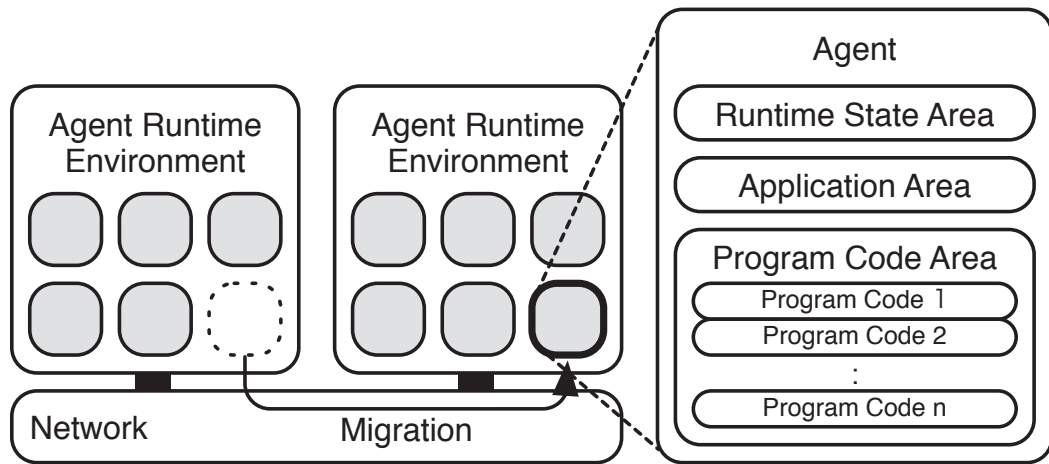 Agent Runtime
Environment
Agent Runtime
Environment
Network
Migration
Agent
Runtime State Area
Application Area
Program Code Area
Program Code 1
Program Code 2
:
Program Code n